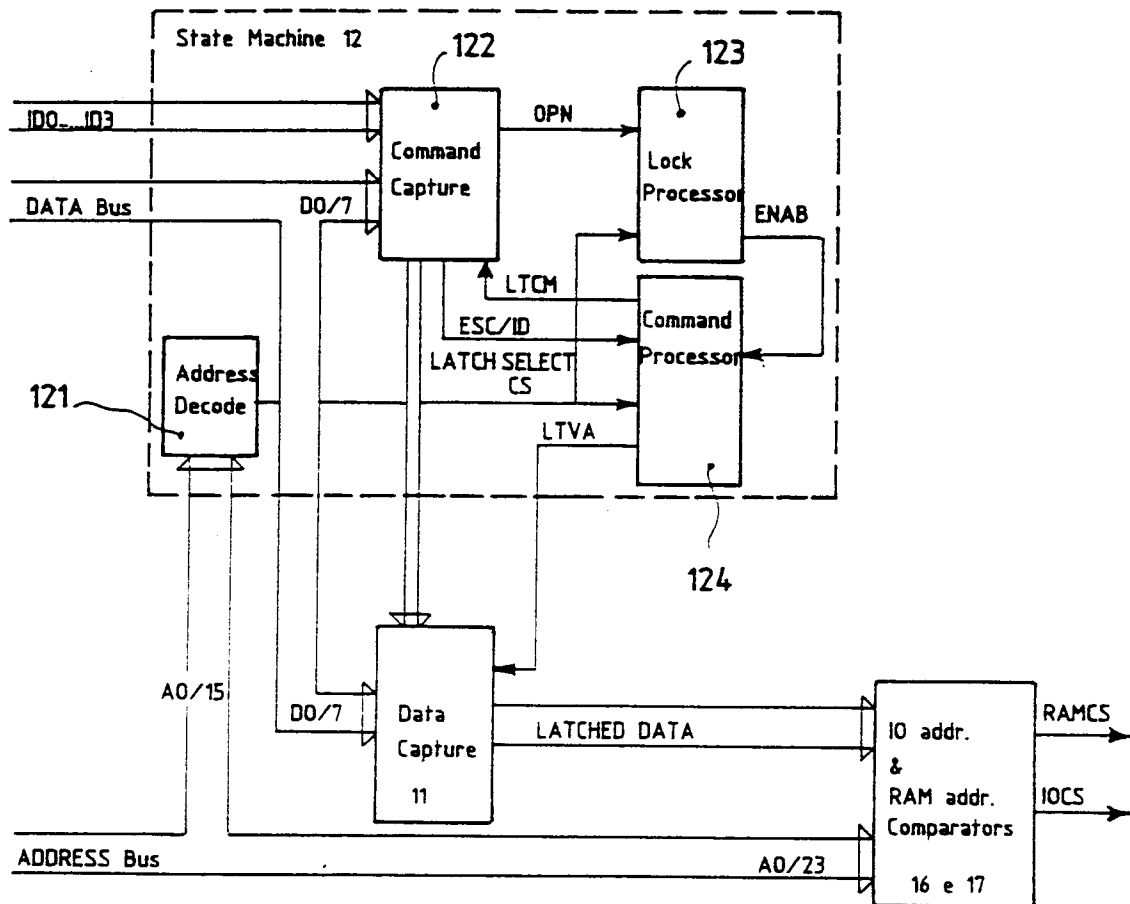 State Machine 12
122
123
ID0-...ID3
Command
Capture
OPN
Lock
Processor
DATA Bus
D0/7
ENAB
LTCM
ESC/ID
Command
Processor
LATCH SELECT
CS
Address
Decode
121
LTVA
124
A0/15
D0/7
Data
Capture
11
LATCHED DATA
IO addr.
&
RAM addr.
Comparators
16 e 17
RAMCS
IOCS
ADDRESS Bus
A0/23